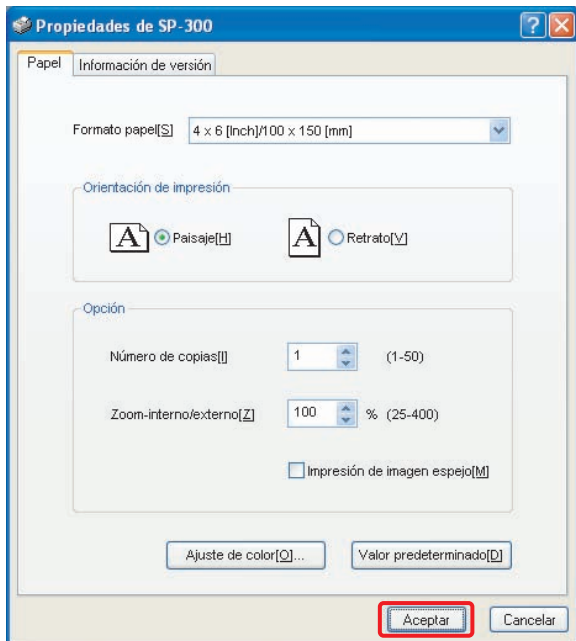 Propiedades de SP-300
Papel
Información de versión
Formato papel[S] 4 x 6 [Inch]/100 x 150 [mm]
Orientación de impresión
A Paisaje[H] A Retrato[V]
Opción
Número de copias[I] 1 (1-50)
Zoom-interno/externo[Z] 100 % (25-400)
Impresión de imagen espejo[M]
Ajuste de color[O]... Valor predeterminado[D]
Aceptar Cancelar